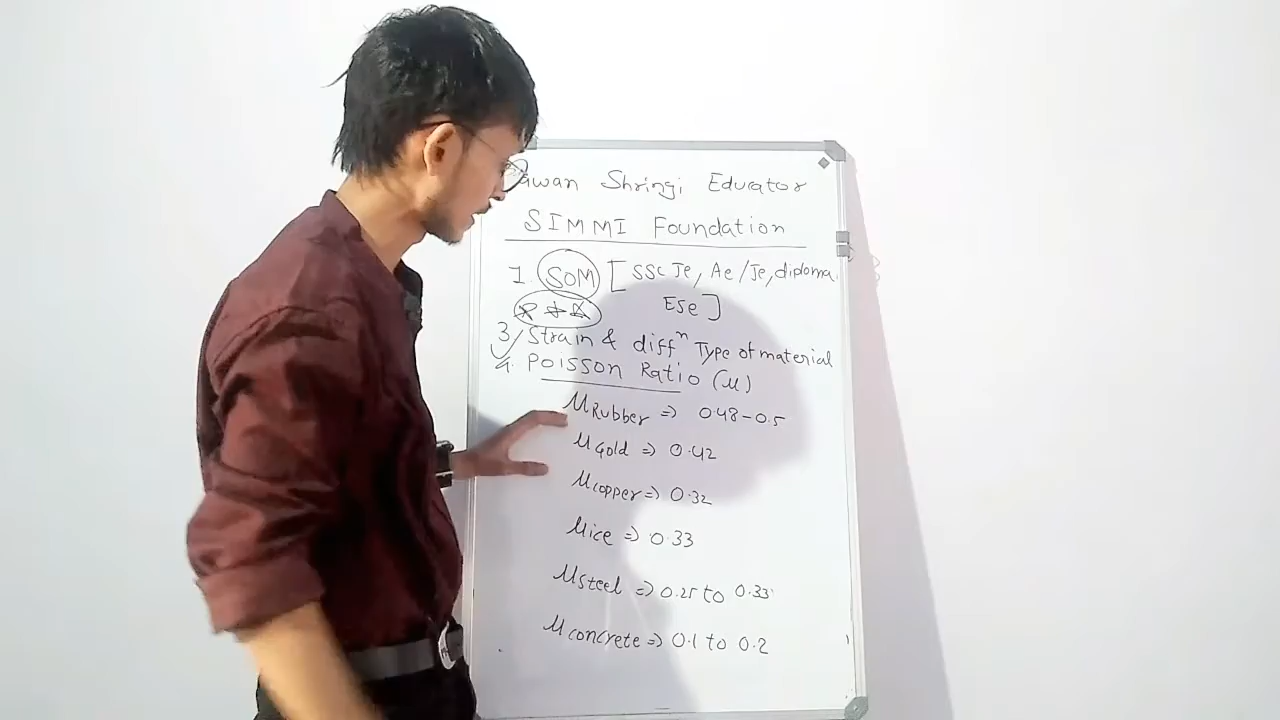 awan Shringi Educator
SIMMI Foundation
1. SOM [SSC Je, Ae/Je, diploma.
Ese]
3 Strain & diffⁿ Type of material
4. Poisson Ratio (μ)
μRubber => 0.48-0.5
μGold => 0.42
μcopper => 0.32
μice => 0.33
μSteel => 0.25 to 0.33
μconcrete => 0.1 to 0.2